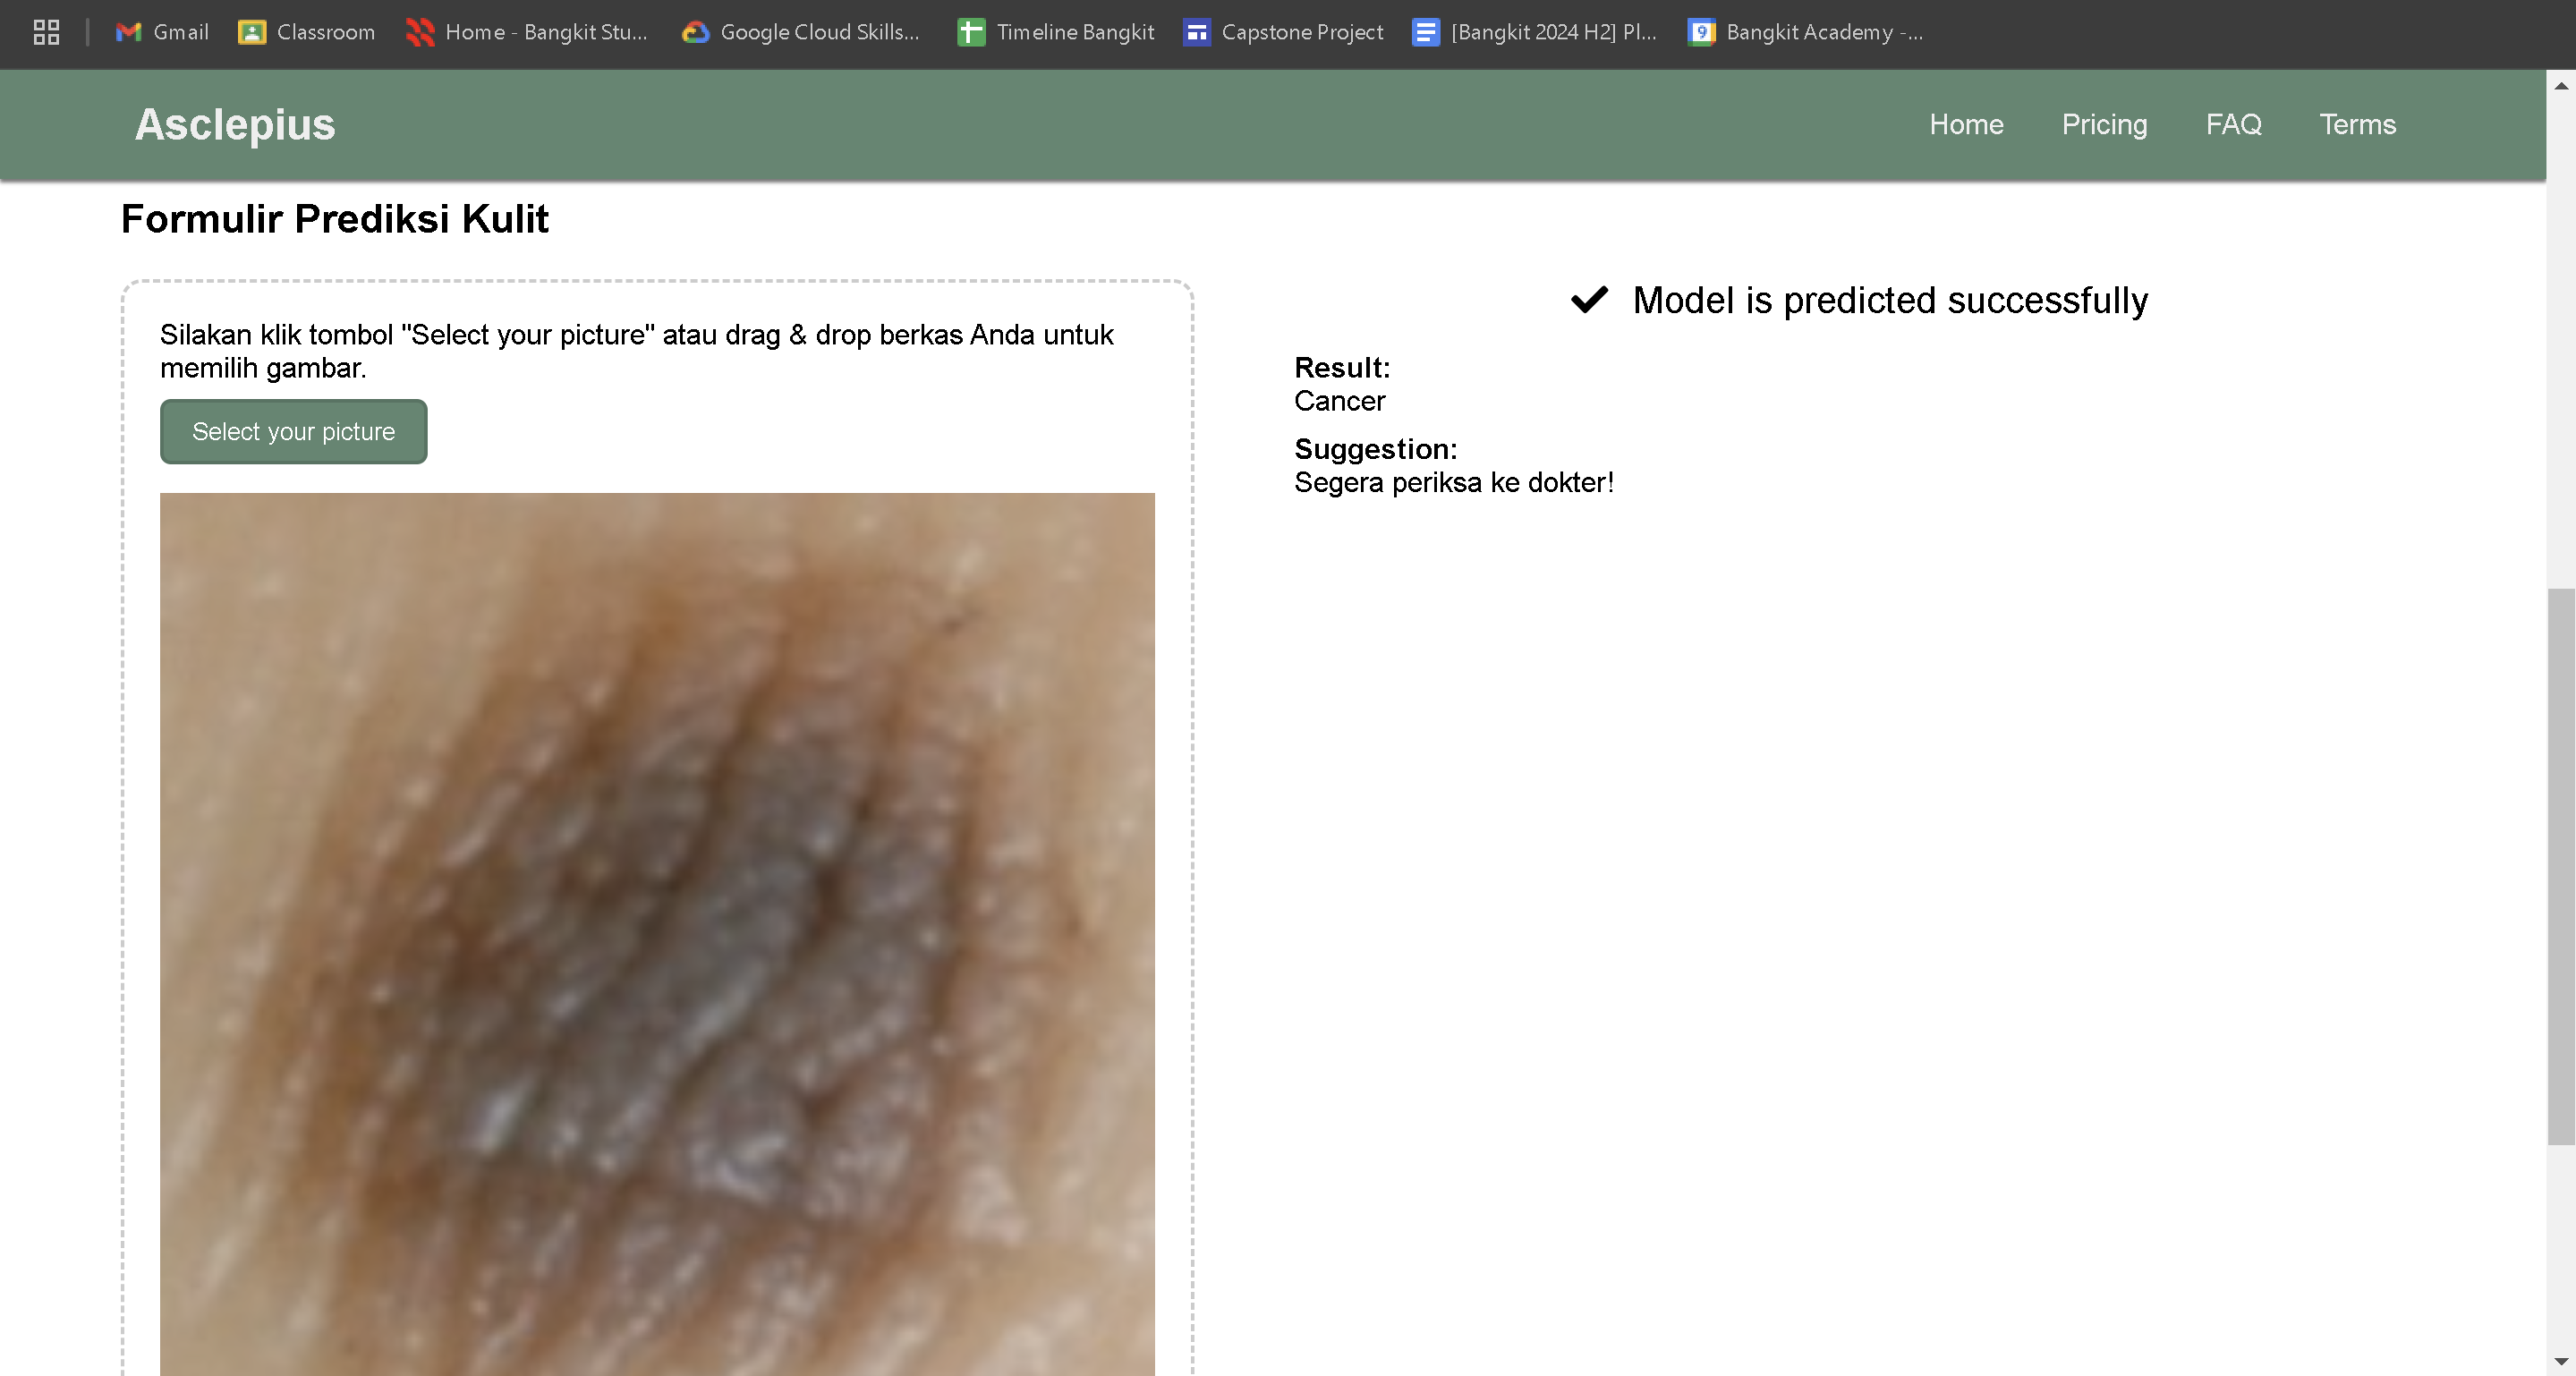 Gmail
Classroom
Home - Bangkit Stu...
Google Cloud Skills...
Timeline Bangkit
Capstone Project
[Bangkit 2024 H2] Pl...
9
Bangkit Academy -...
Asclepius
Home
Pricing
FAQ
Terms
Formulir Prediksi Kulit
Silakan klik tombol "Select your picture" atau drag & drop berkas Anda untuk
memilih gambar.
Select your picture
Model is predicted successfully
Result:
Cancer
Suggestion:
Segera periksa ke dokter!